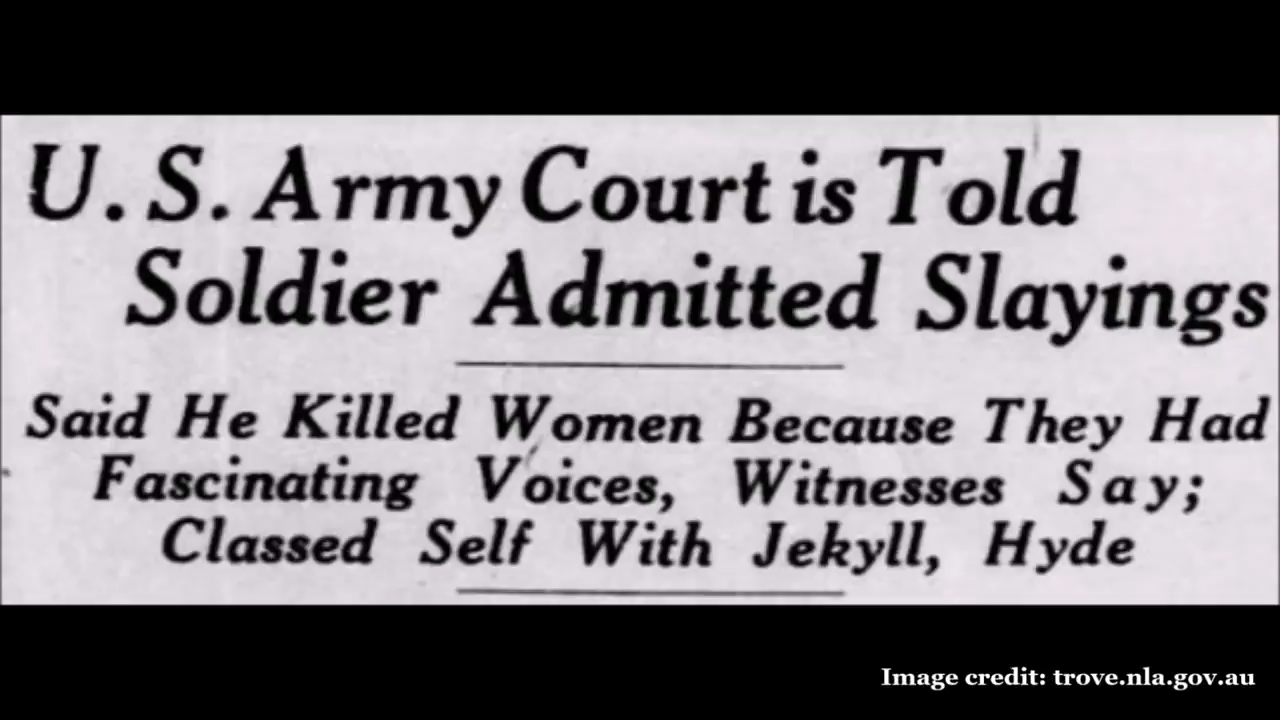 U. S. Army Court is Told
Soldier Admitted Slayings
Said He Killed Women Because They Had
Fascinating Voices, Witnesses Say;
Classed Self With Jekyll, Hyde
Image credit: trove.nla.gov.au